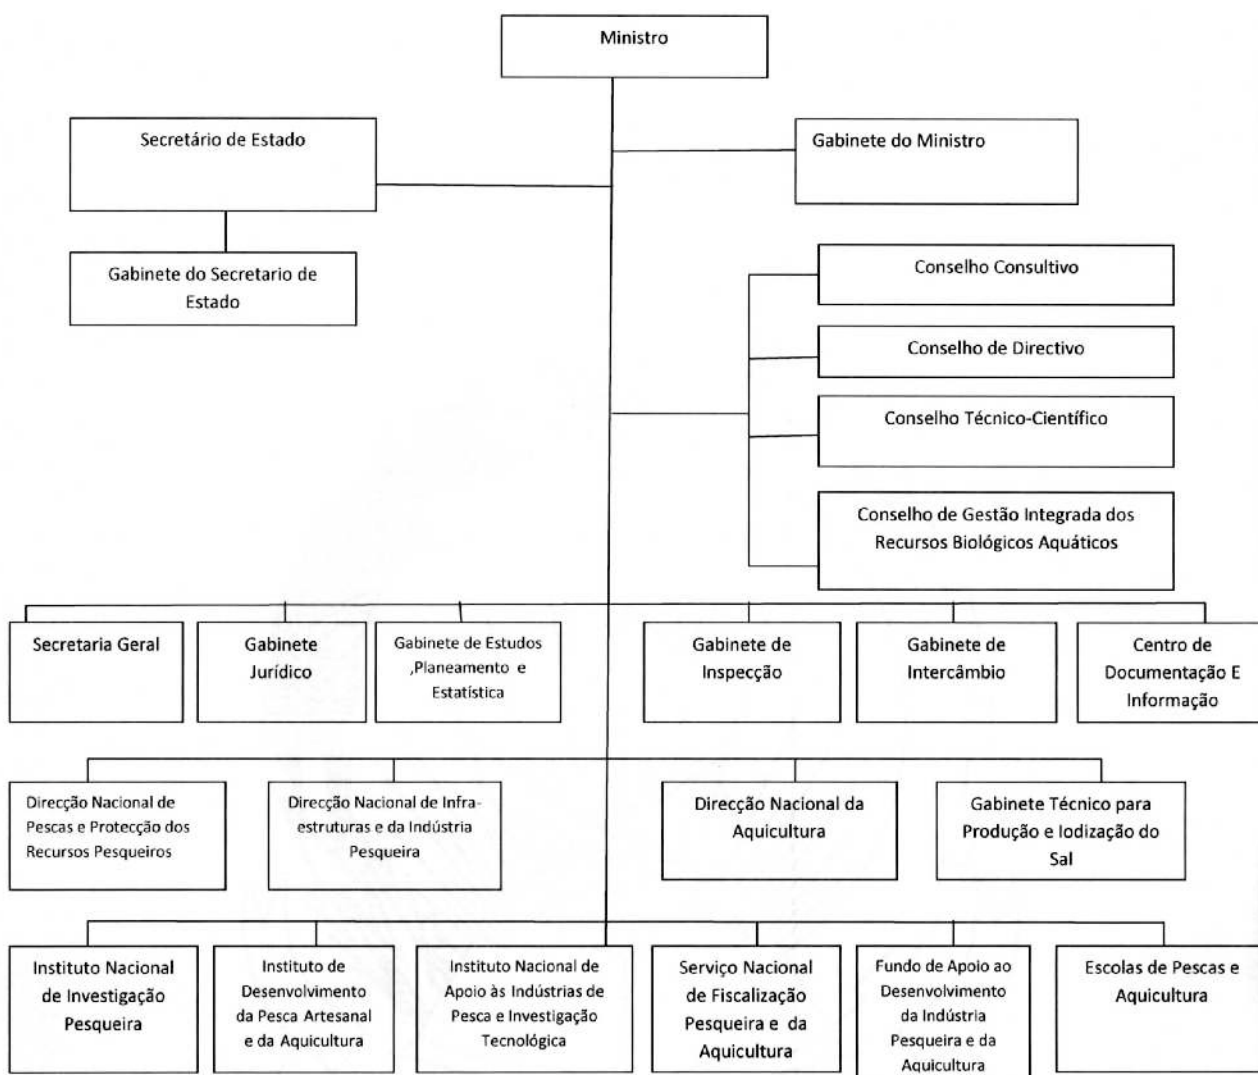 Ministro
Secretário de Estado
Gabinete do Ministro
Gabinete do Secretario de
Estado
Conselho Consultivo
Conselho de Directivo
Conselho Técnico-Científico
Conselho de Gestão Integrada dos
Recursos Biológicos Aquáticos
Secretaria Geral
Gabinete
Jurídico
Gabinete de Estudos
,Planeamento e
Estatística
Gabinete de
Inspecção
Gabinete de
Intercâmbio
Centro de
Documentação E
Informação
Direcção Nacional de
Pescas e Protecção dos
Recursos Pesqueiros
Direcção Nacional de Infra-
estruturas e da Indústria
Pesqueira
Direcção Nacional da
Aquicultura
Gabinete Técnico para
Produção e Iodização do
Sal
Instituto Nacional
de Investigação
Pesqueira
Instituto de
Desenvolvimento
da Pesca Artesanal
e da Aquicultura
Instituto Nacional de
Apoio às Indústrias de
Pesca e Investigação
Tecnológica
Serviço Nacional
de Fiscalização
Pesqueira e da
Aquicultura
Fundo de Apoio ao
Desenvolvimento
da Indústria
Pesqueira e da
Aquicultura
Escolas de Pescas e
Aquicultura